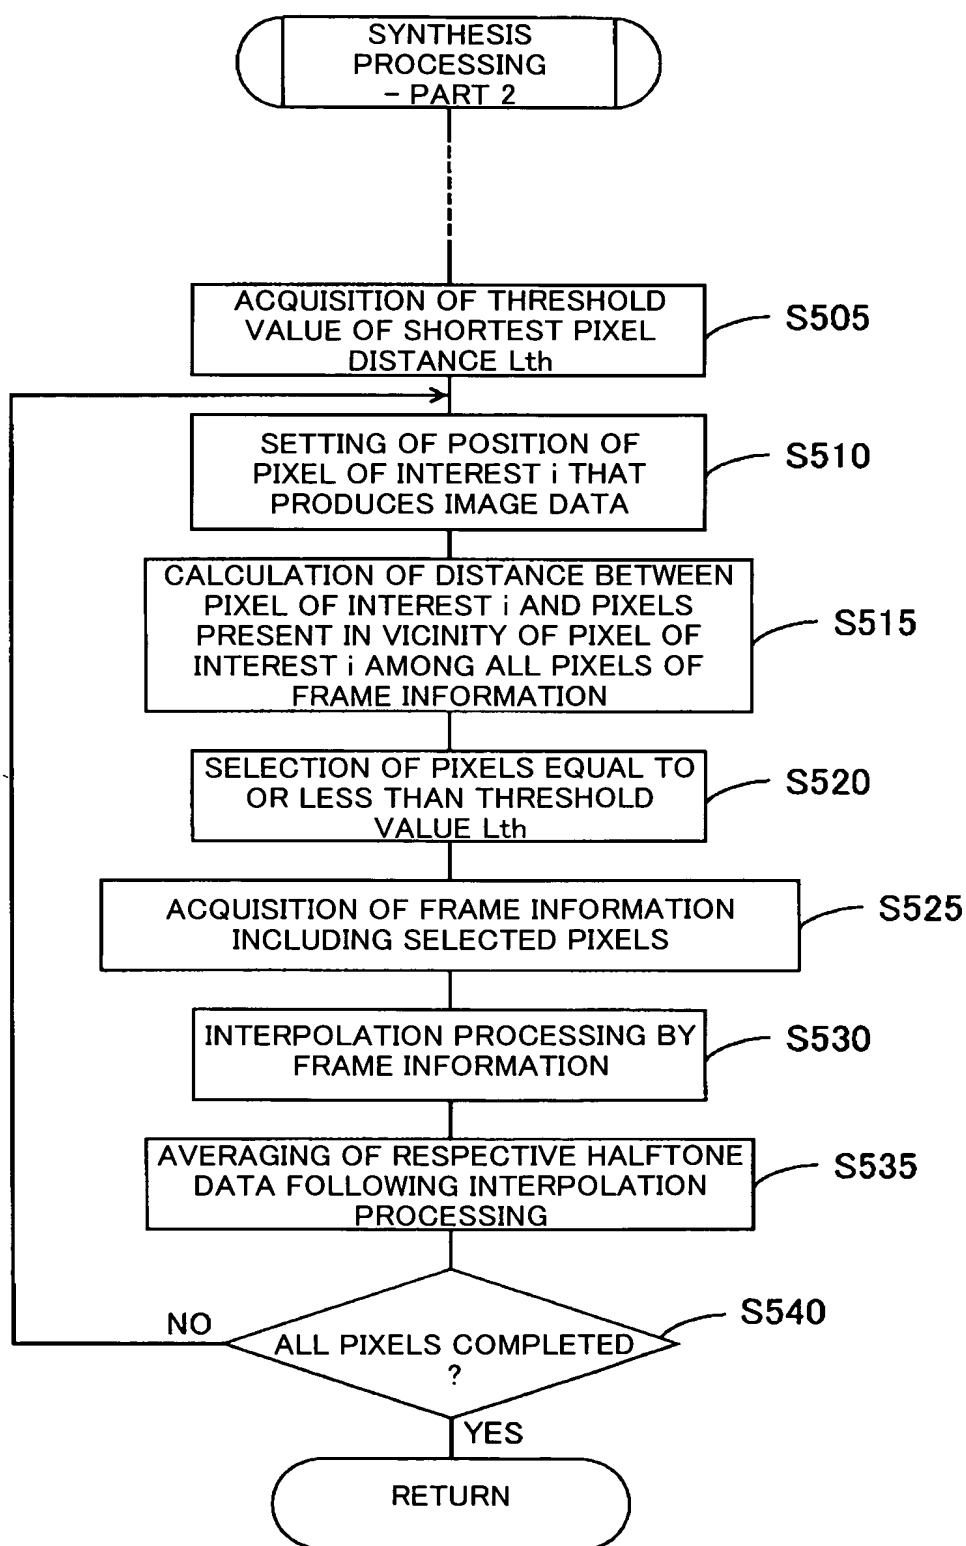 SYNTHESIS
PROCESSING
- PART 2
ACQUISITION OF THRESHOLD
VALUE OF SHORTEST PIXEL
DISTANCE Lth
S505
SETTING OF POSITION OF
PIXEL OF INTEREST i THAT
PRODUCES IMAGE DATA
S510
CALCULATION OF DISTANCE BETWEEN
PIXEL OF INTEREST i AND PIXELS
PRESENT IN VICINITY OF PIXEL OF
INTEREST i AMONG ALL PIXELS OF
FRAME INFORMATION
S515
SELECTION OF PIXELS EQUAL TO
OR LESS THAN THRESHOLD
VALUE Lth
S520
ACQUISITION OF FRAME INFORMATION
INCLUDING SELECTED PIXELS
S525
INTERPOLATION PROCESSING BY
FRAME INFORMATION
S530
AVERAGING OF RESPECTIVE HALFTONE
DATA FOLLOWING INTERPOLATION
PROCESSING
S535
NO
ALL PIXELS COMPLETED
?
S540
YES
RETURN